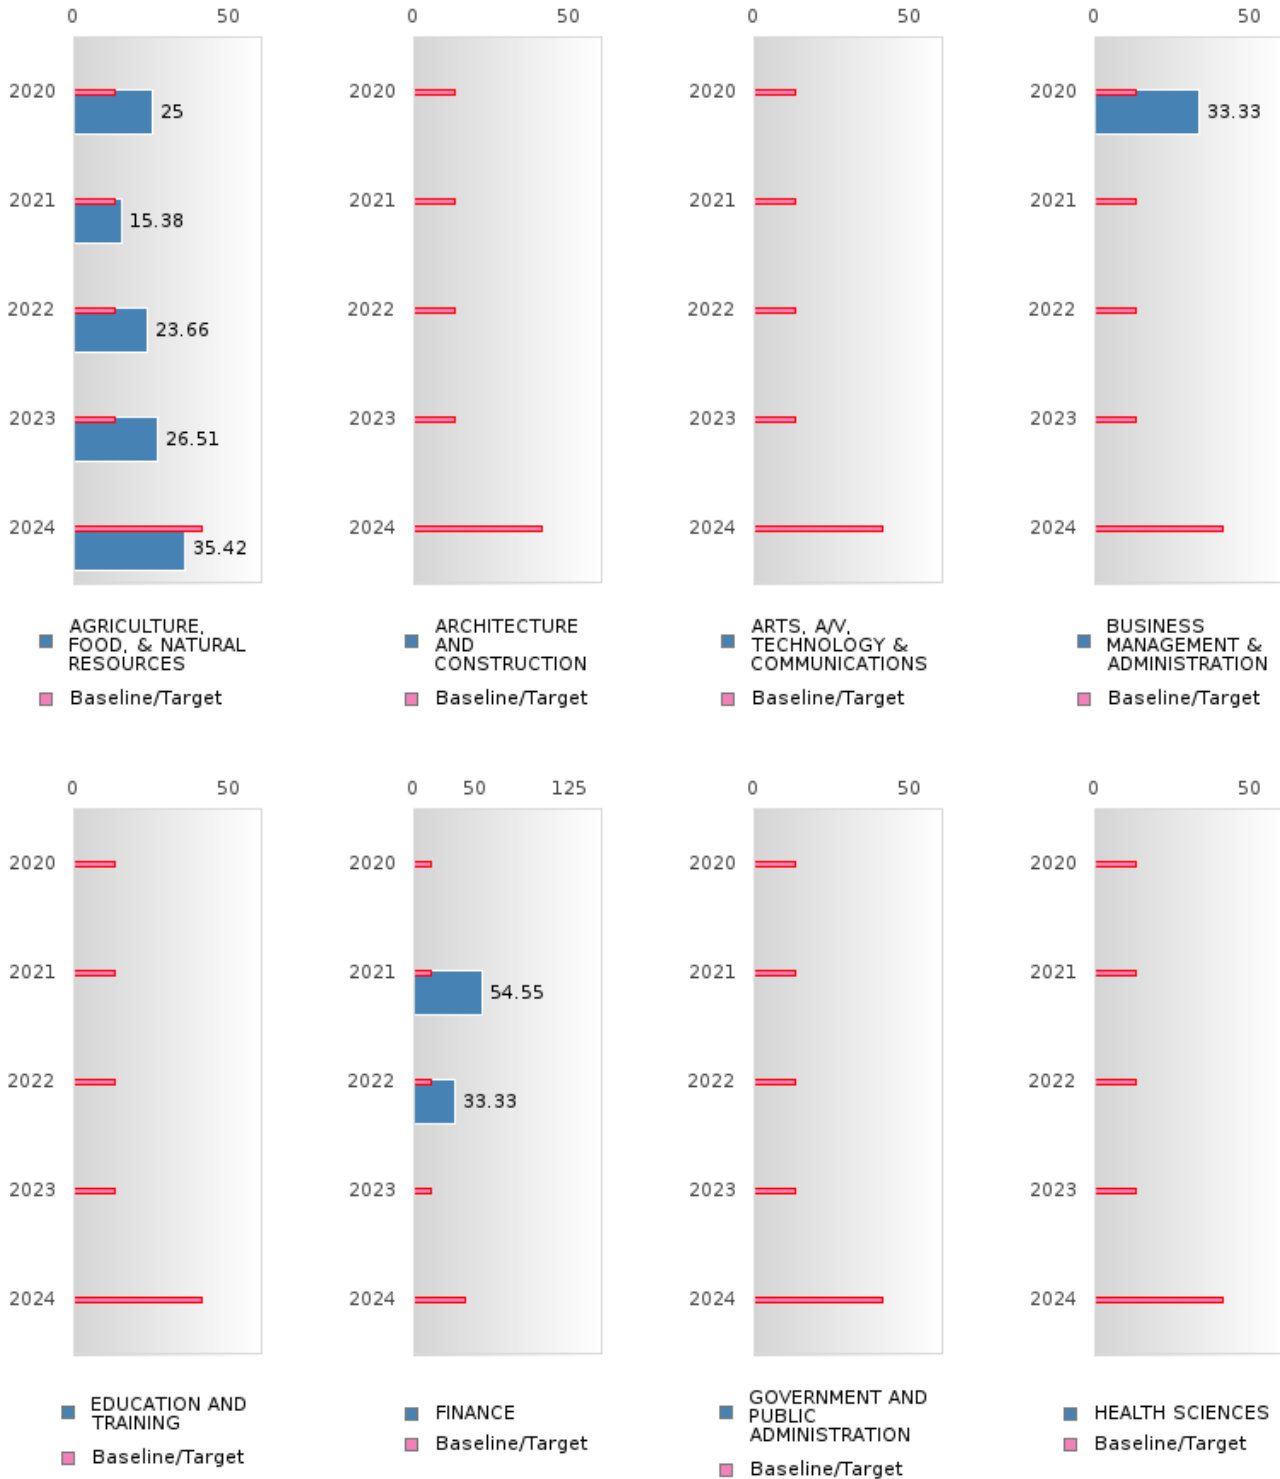 0 50 0 50 0 50 0 50
2020 25 2020 2020 2020 33.33
2021 15.38 2021 2021 2021
2022 23.66 2022 2022 2022
2023 26.51 2023 2023 2023
2024 35.42 2024 2024 2024
AGRICULTURE,
FOOD, & NATURAL
RESOURCES
Baseline/Target
ARCHITECTURE
AND
CONSTRUCTION
Baseline/Target
ARTS, A/V,
TECHNOLOGY &
COMMUNICATIONS
Baseline/Target
BUSINESS
MANAGEMENT &
ADMINISTRATION
Baseline/Target
0 50 0 50 125 0 50 0 50
2020 2020 2020 2020
2021 2021 54.55 2021 2021
2022 2022 33.33 2022 2022
2023 2023 2023 2023
2024 2024 2024 2024
EDUCATION AND
TRAINING
Baseline/Target
FINANCE
Baseline/Target
GOVERNMENT AND
PUBLIC
ADMINISTRATION
Baseline/Target
HEALTH SCIENCES
Baseline/Target